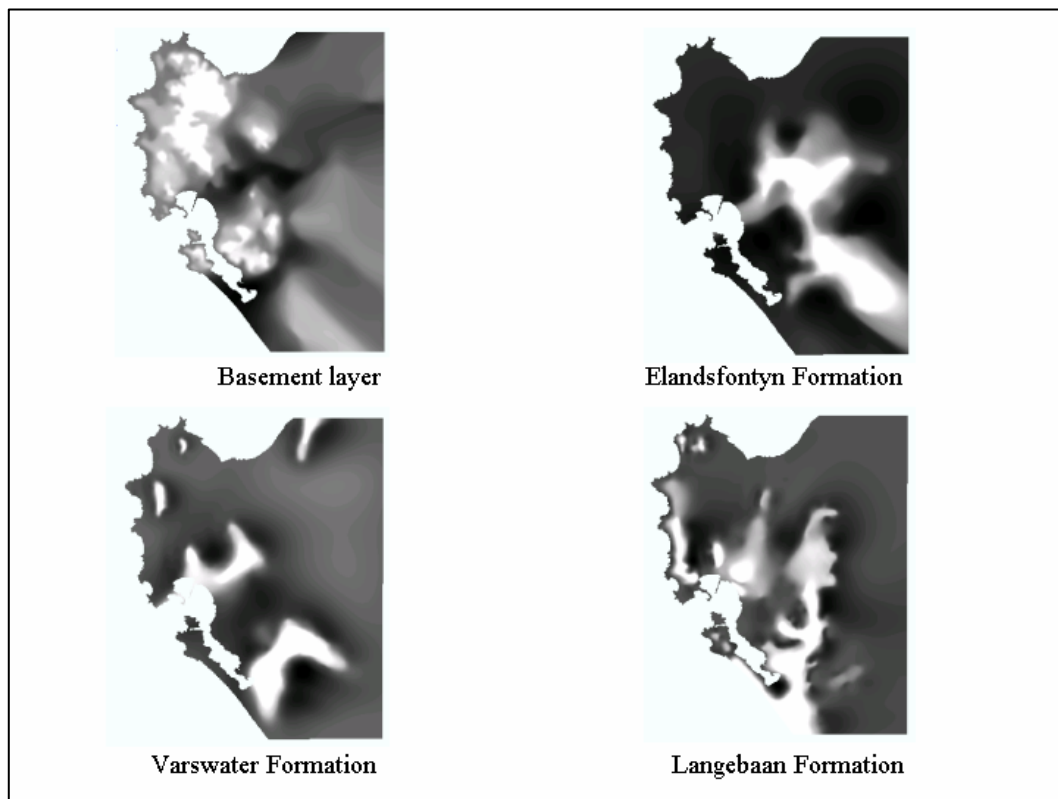 Basement layer
Elandsfontyn Formation
Varswater Formation
Langebaan Formation